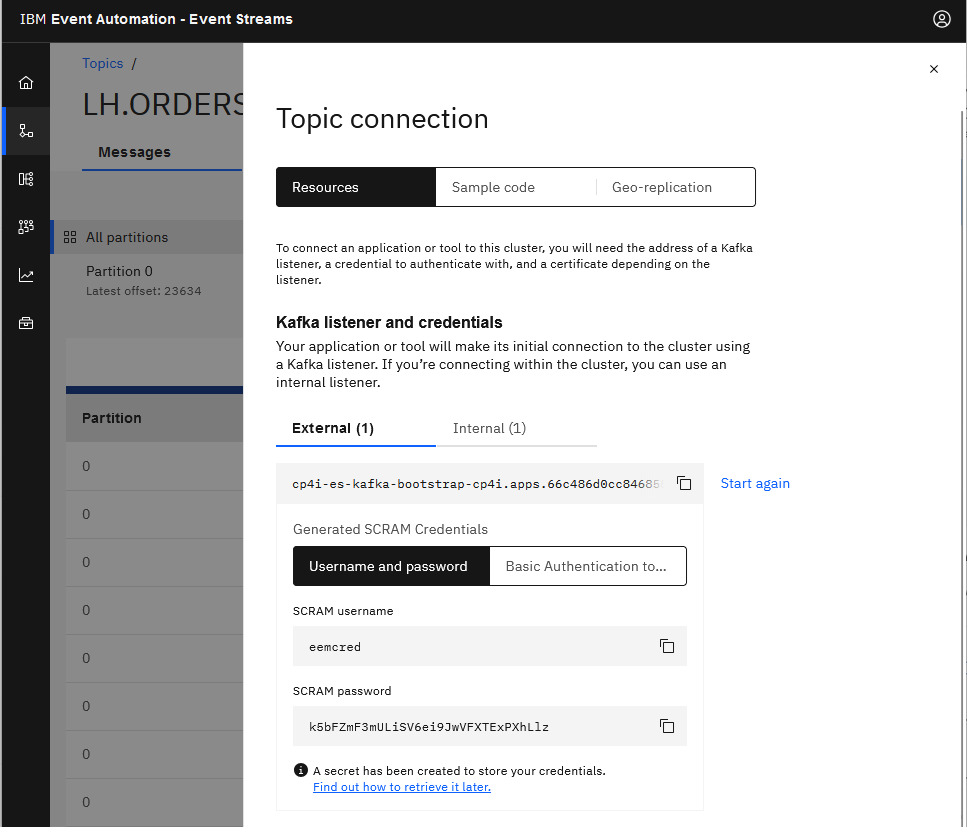 IBM Event Automation - Event Streams
Topics /
LH.ORDERS
Messages
All partitions
Partition 0
Latest offset: 23634
Partition
0
0
0
0
0
0
0
0
Topic connection
Resources
Sample code
Geo-replication
To connect an application or tool to this cluster, you will need the address of a Kafka
listener, a credential to authenticate with, and a certificate depending on the
listener.
Kafka listener and credentials
Your application or tool will make its initial connection to the cluster using
a Kafka listener. If you’re connecting within the cluster, you can use an
internal listener.
External (1)
Internal (1)
cp4i-es-kafka-bootstrap-cp4i.apps.66c486d0cc84685
Start again
Generated SCRAM Credentials
Username and password
Basic Authentication to...
SCRAM username
eemcred
SCRAM password
k5bFZmF3mULiSV6ei9JwVFXTExPXhLlz
A secret has been created to store your credentials.
Find out how to retrieve it later.